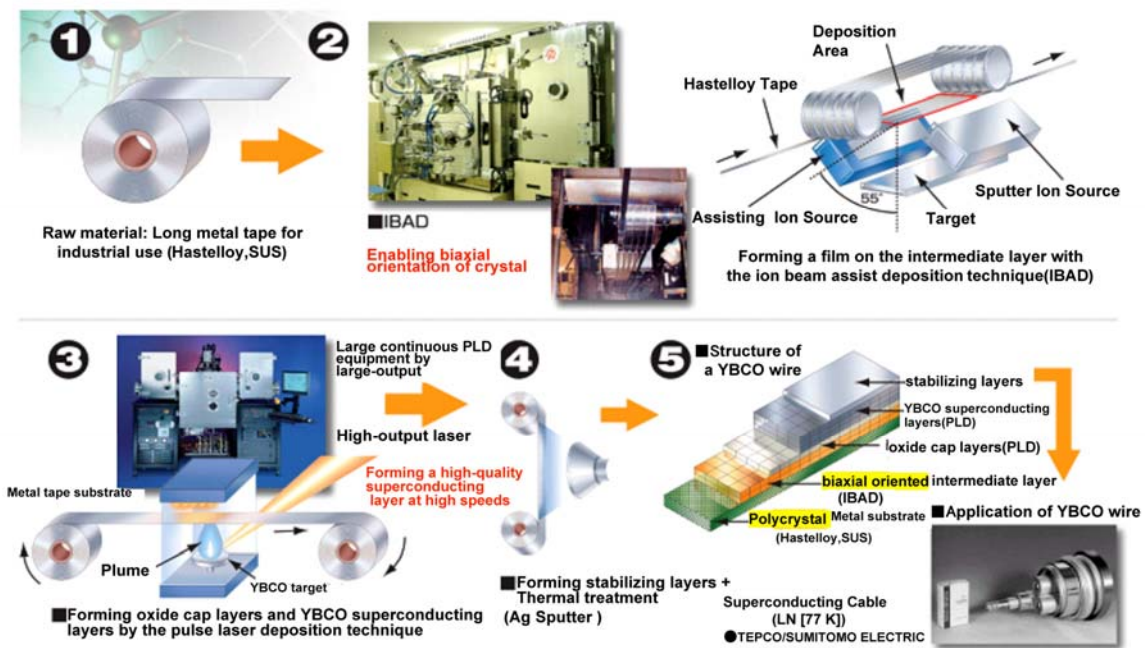 1
Raw material: Long metal tape for
industrial use (Hastelloy,SUS)
2
■IBAD
Enabling biaxial
orientation of crystal
Deposition
Area
Hastelloy Tape
55°
Sputter Ion Source
Assisting Ion Source
Target
Forming a film on the intermediate layer with
the ion beam assist deposition technique(IBAD)
3
Large continuous PLD
equipment by
large-output
High-output laser
Forming a high-quality
superconducting
layer at high speeds
Metal tape substrate
Plume
YBCO target
■Forming oxide cap layers and YBCO superconducting
layers by the pulse laser deposition technique
4
■Forming stabilizing layers +
Thermal treatment
(Ag Sputter )
5
■Structure of
a YBCO wire
stabilizing layers
YBCO superconducting
layers(PLD)
oxide cap layers(PLD)
biaxial oriented intermediate layer
(IBAD)
Polycrystal Metal substrate
(Hastelloy,SUS)
■Application of YBCO wire
Superconducting Cable
(LN [77 K])
●TEPCO/SUMITOMO ELECTRIC